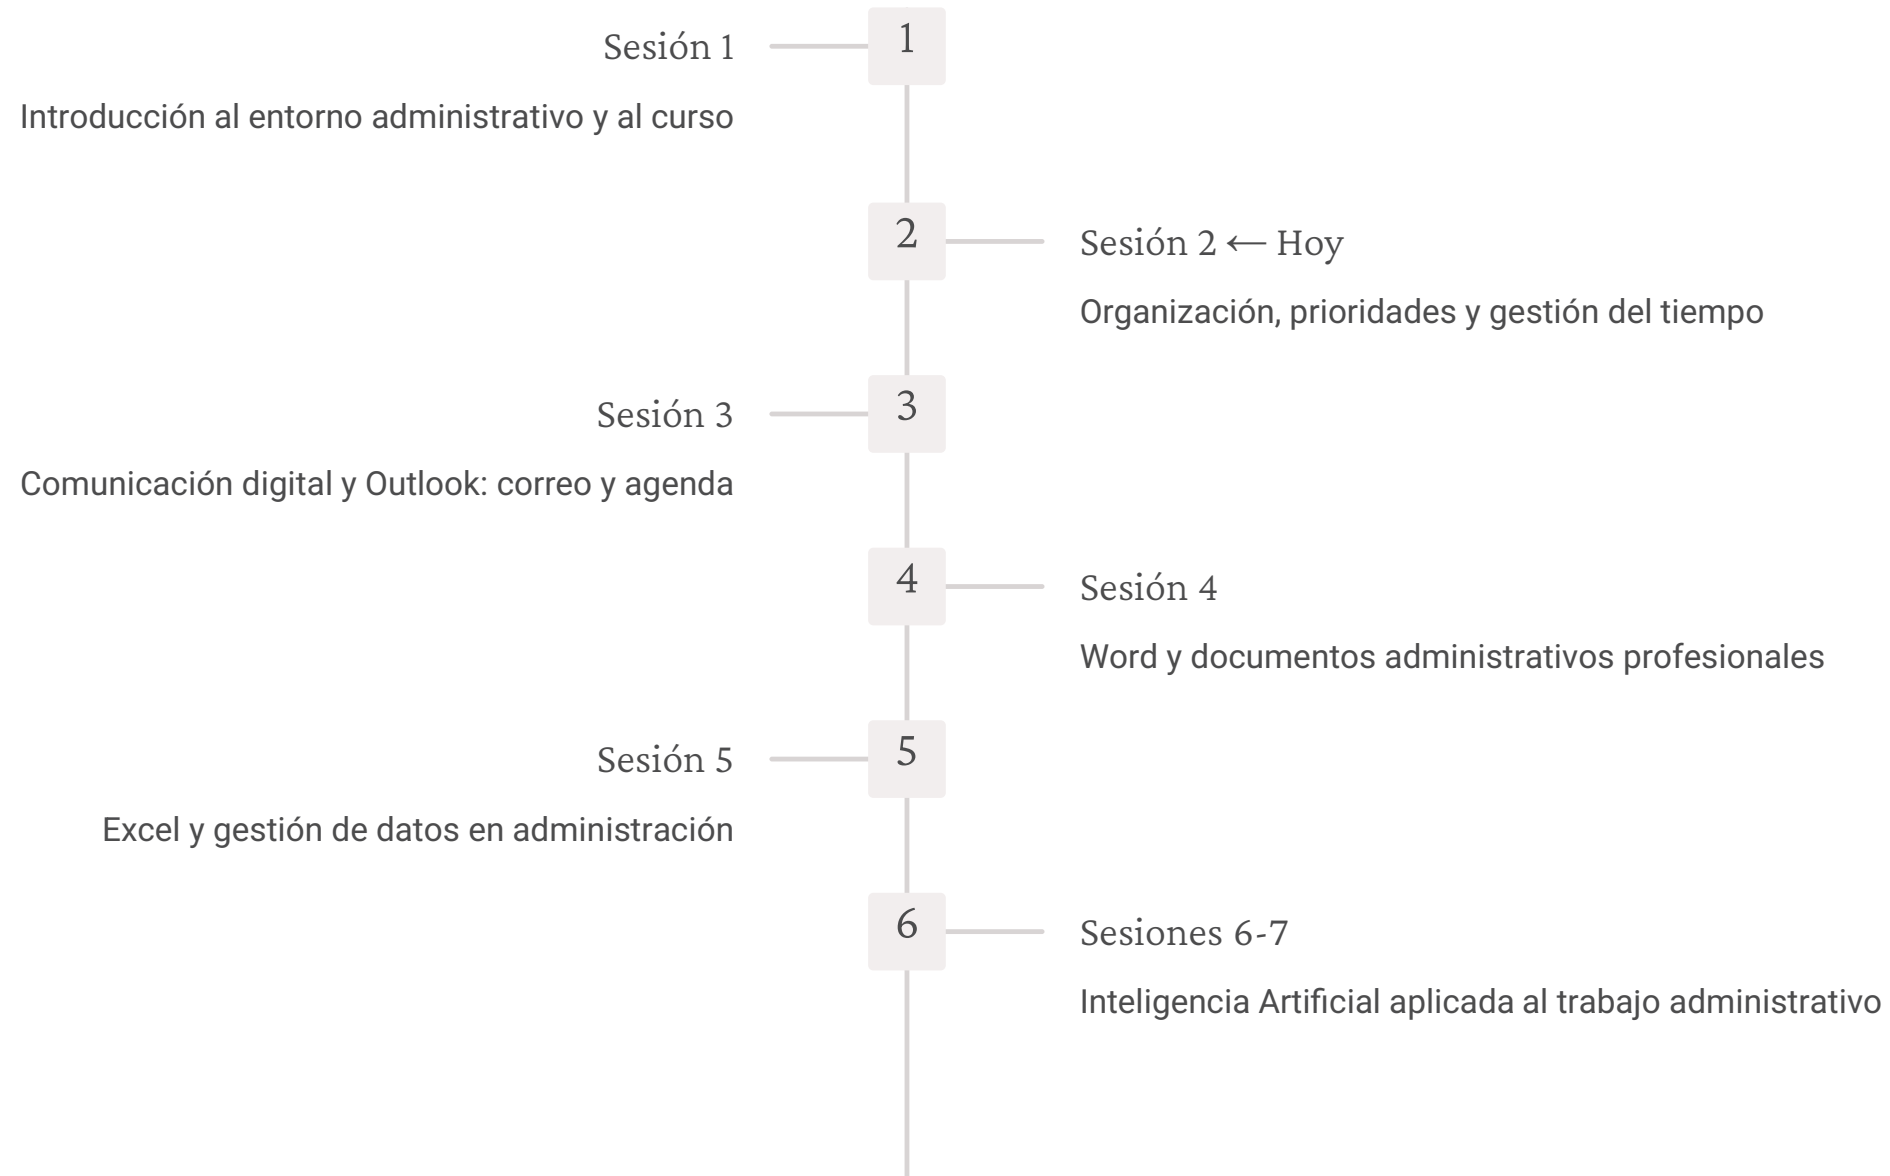 1
Sesión 1
Introducción al entorno administrativo y al curso
2
Sesión 2 ← Hoy
Organización, prioridades y gestión del tiempo
3
Sesión 3
Comunicación digital y Outlook: correo y agenda
4
Sesión 4
Word y documentos administrativos profesionales
5
Sesión 5
Excel y gestión de datos en administración
6
Sesiones 6-7
Inteligencia Artificial aplicada al trabajo administrativo